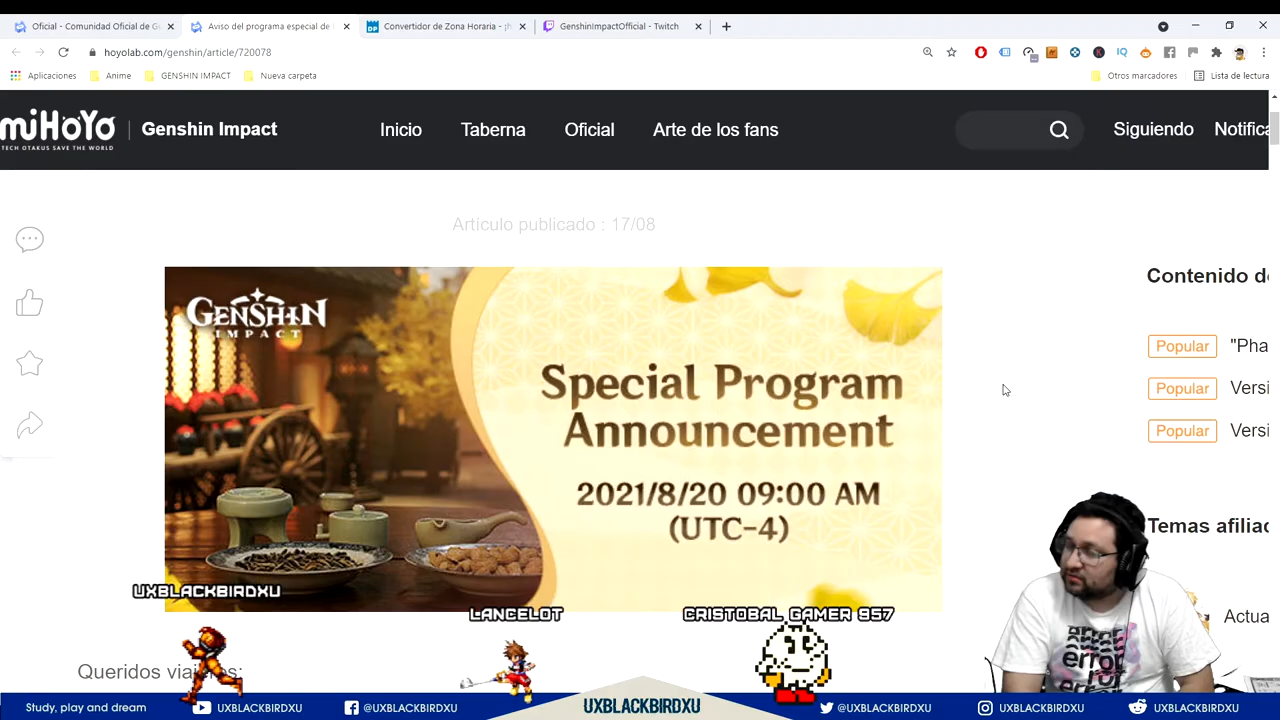 Oficial - Comunidad Oficial de G
Aviso del programa especial de
Convertidor de Zona Horaria -
GenshinImpactOfficial - Twitch
hoyolab.com/genshin/article/720078
Aplicaciones
Anime
GENSHIN IMPACT
Nueva carpeta
Otros marcadores
Lista de lectura
miHoYo
TECH OTAKUS SAVE THE WORLD
Genshin Impact
Inicio
Taberna
Oficial
Arte de los fans
Siguiendo
Notifica
Artículo publicado : 17/08
GENSHIN
IMPACT
Special Program
Announcement
2021/8/20 09:00 AM
(UTC-4)
Contenido de
Popular "Pha
Popular Versi
Popular Versi
Temas afiliad
Actua
error
error
UXBLACKBIRDXU
LANCELOT
CRISTOBAL GAMER 957
Queridos viajeros:
Study, play and dream
UXBLACKBIRDXU
@UXBLACKBIRDXU
UXBLACKBIRDXU
@UXBLACKBIRDXU
UXBLACKBIRDXU
UXBLACKBIRDXU